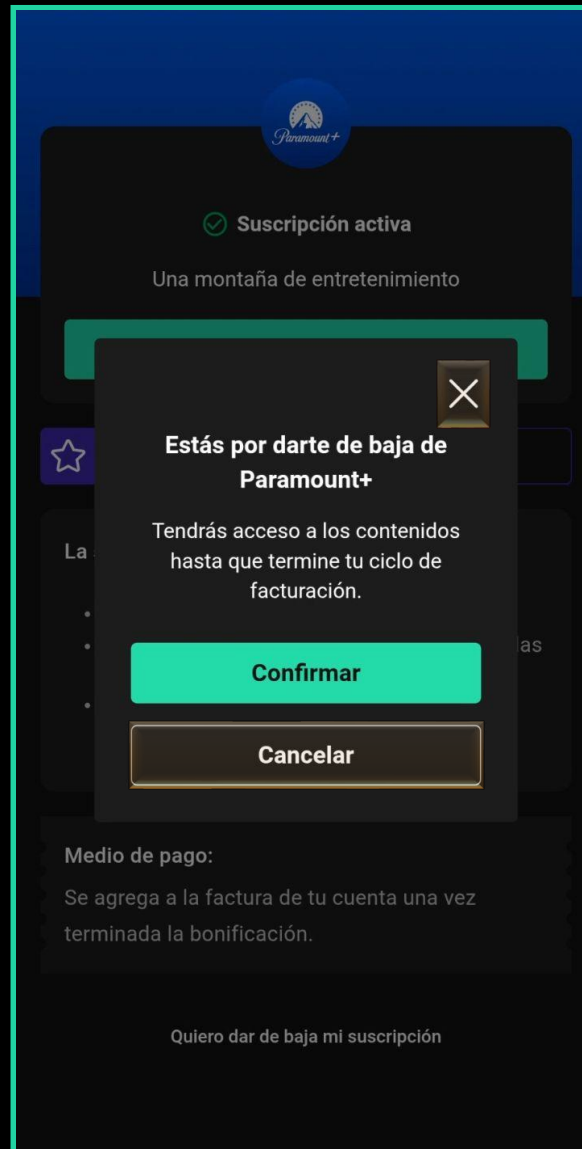 Paramount+
Suscripción activa
Una montaña de entretenimiento
Estás por darte de baja de
Paramount+
Tendrás acceso a los contenidos
hasta que termine tu ciclo de
facturación.
La
las
Confirmar
Cancelar
Medio de pago:
Se agrega a la factura de tu cuenta una vez
terminada la bonificación.
Quiero dar de baja mi suscripción